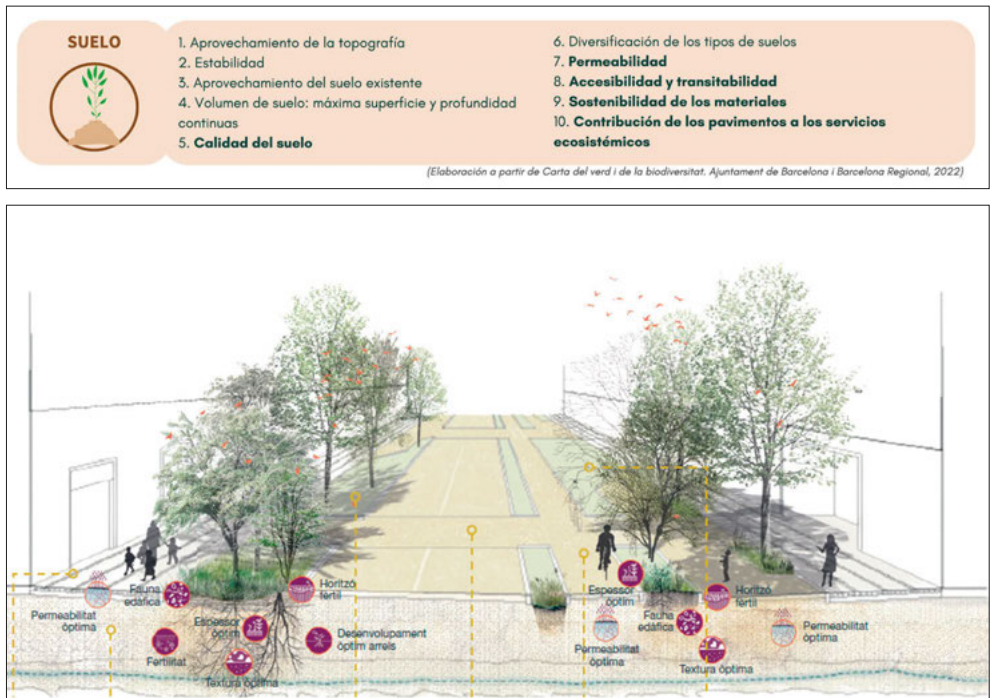 SUELO
1. Aprovechamiento de la topografía
2. Estabilidad
3. Aprovechamiento del suelo existente
4. Volumen de suelo: máxima superficie y profundidad
continuas
5. Calidad del suelo
6. Diversificación de los tipos de suelos
7. Permeabilidad
8. Accesibilidad y transitabilidad
9. Sostenibilidad de los materiales
10. Contribución de los pavimentos a los servicios
ecosistémicos
(Elaboración a partir de Carta del verd i de la biodiversitat. Ajuntament de Barcelona i Barcelona Regional, 2022)
Permeabilitat
òptima
Fauna
edàfica
Fertilitat
Espessor
òptim
Textura òptima
Horitzó
fèrtil
Desenvolupament
òptim arrels
Espessor
òptim
Permeabilitat
òptima
Fauna
edàfica
Horitzó
fèrtil
Textura òptima
Permeabilitat
òptima